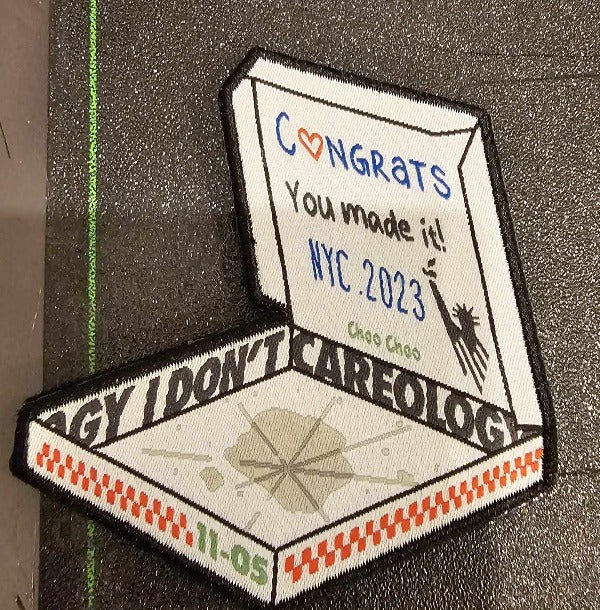 CONGRATS
You made it!
NYC.2023
Choo Choo
OGY I DON'T CAREOLOGY
11-05